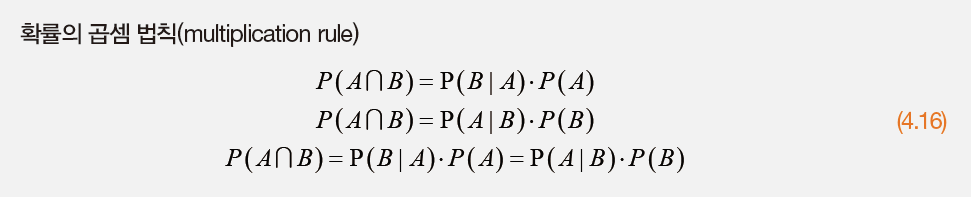 확률의 곱셈 법칙(multiplication rule)
P(A∩B)=P(B|A)·P(A)
P(A∩B)=P(A|B)·P(B) (4.16)
P(A∩B)=P(B|A)·P(A)=P(A|B)·P(B)